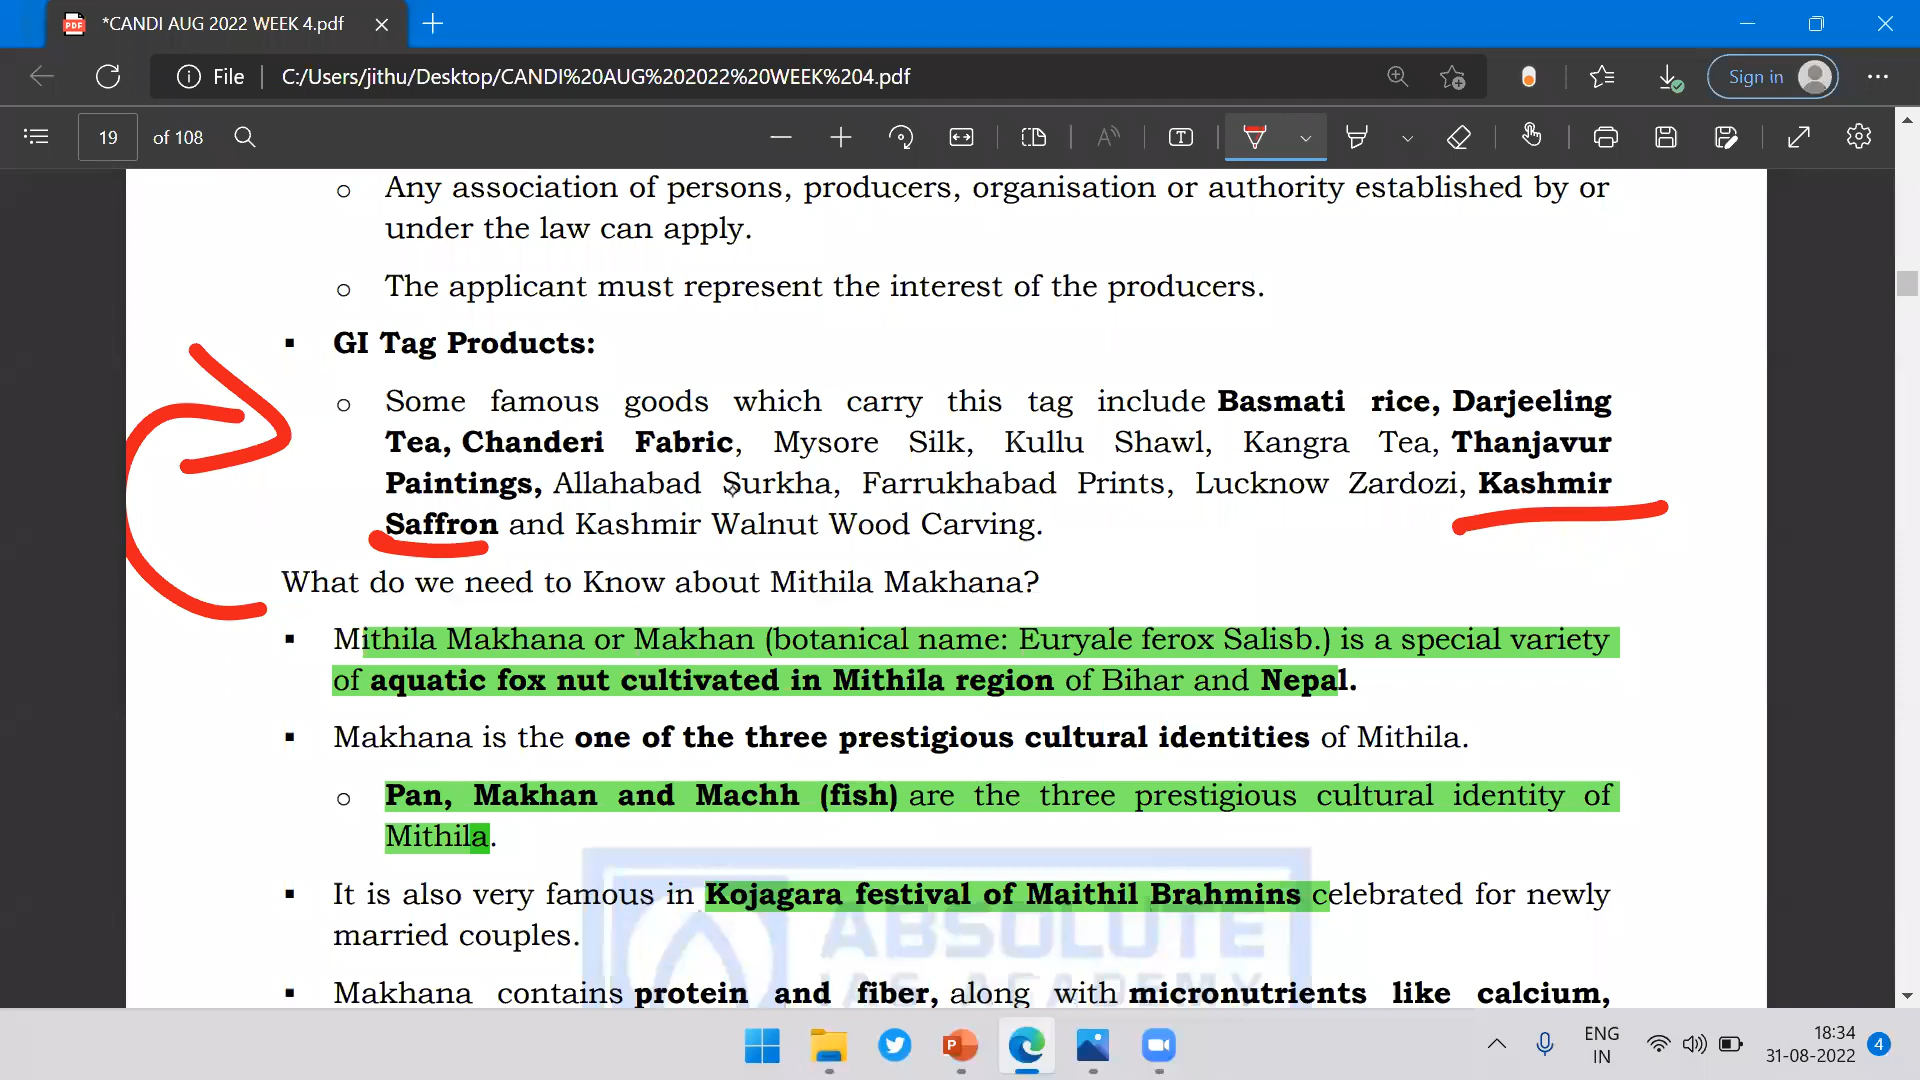 *CANDI AUG 2022 WEEK 4.pdf
File
C:/Users/jithu/Desktop/CANDI%20AUG%202022%20WEEK%204.pdf
Sign in
19 of 108
o Any association of persons, producers, organisation or authority established by or
under the law can apply.
o The applicant must represent the interest of the producers.
▪ GI Tag Products:
o Some famous goods which carry this tag include Basmati rice, Darjeeling
Tea, Chanderi Fabric, Mysore Silk, Kullu Shawl, Kangra Tea, Thanjavur
Paintings, Allahabad Surkha, Farrukhabad Prints, Lucknow Zardozi, Kashmir
Saffron and Kashmir Walnut Wood Carving.
What do we need to Know about Mithila Makhana?
▪ Mithila Makhana or Makhan (botanical name: Euryale ferox Salisb.) is a special variety
of aquatic fox nut cultivated in Mithila region of Bihar and Nepal.
▪ Makhana is the one of the three prestigious cultural identities of Mithila.
o Pan, Makhan and Machh (fish) are the three prestigious cultural identity of
Mithila.
▪ It is also very famous in Kojagara festival of Maithil Brahmins celebrated for newly
married couples.
ABSOLUTE
IAS ACADEMY
▪ Makhana contains protein and fiber, along with micronutrients like calcium,
ENG
IN
18:34
31-08-2022
4